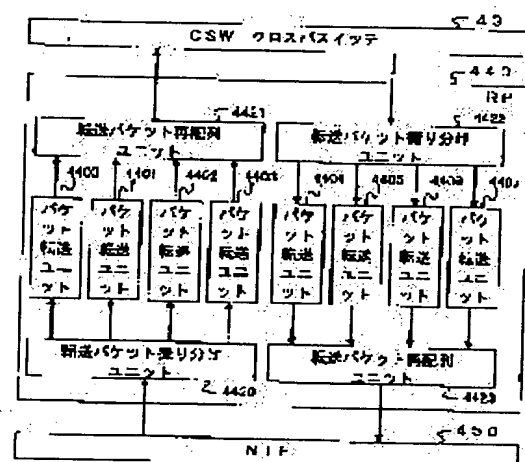 43
CSW クロスバスイッチ
440
RP
4421
4422
転送パケット再配列
ユニット
転送パケット振り分け
ユニット
4400
4401
4402
4403
4404
4405
パケット転送ユニット
パケット転送ユニット
パケット転送ユニット
パケット転送ユニット
パケット転送ユニット
パケット転送ユニット
パケット転送ユニット
パケット転送ユニット
転送パケット振り分け
ユニット
転送パケット再配列
ユニット
4420
4423
450
NIF